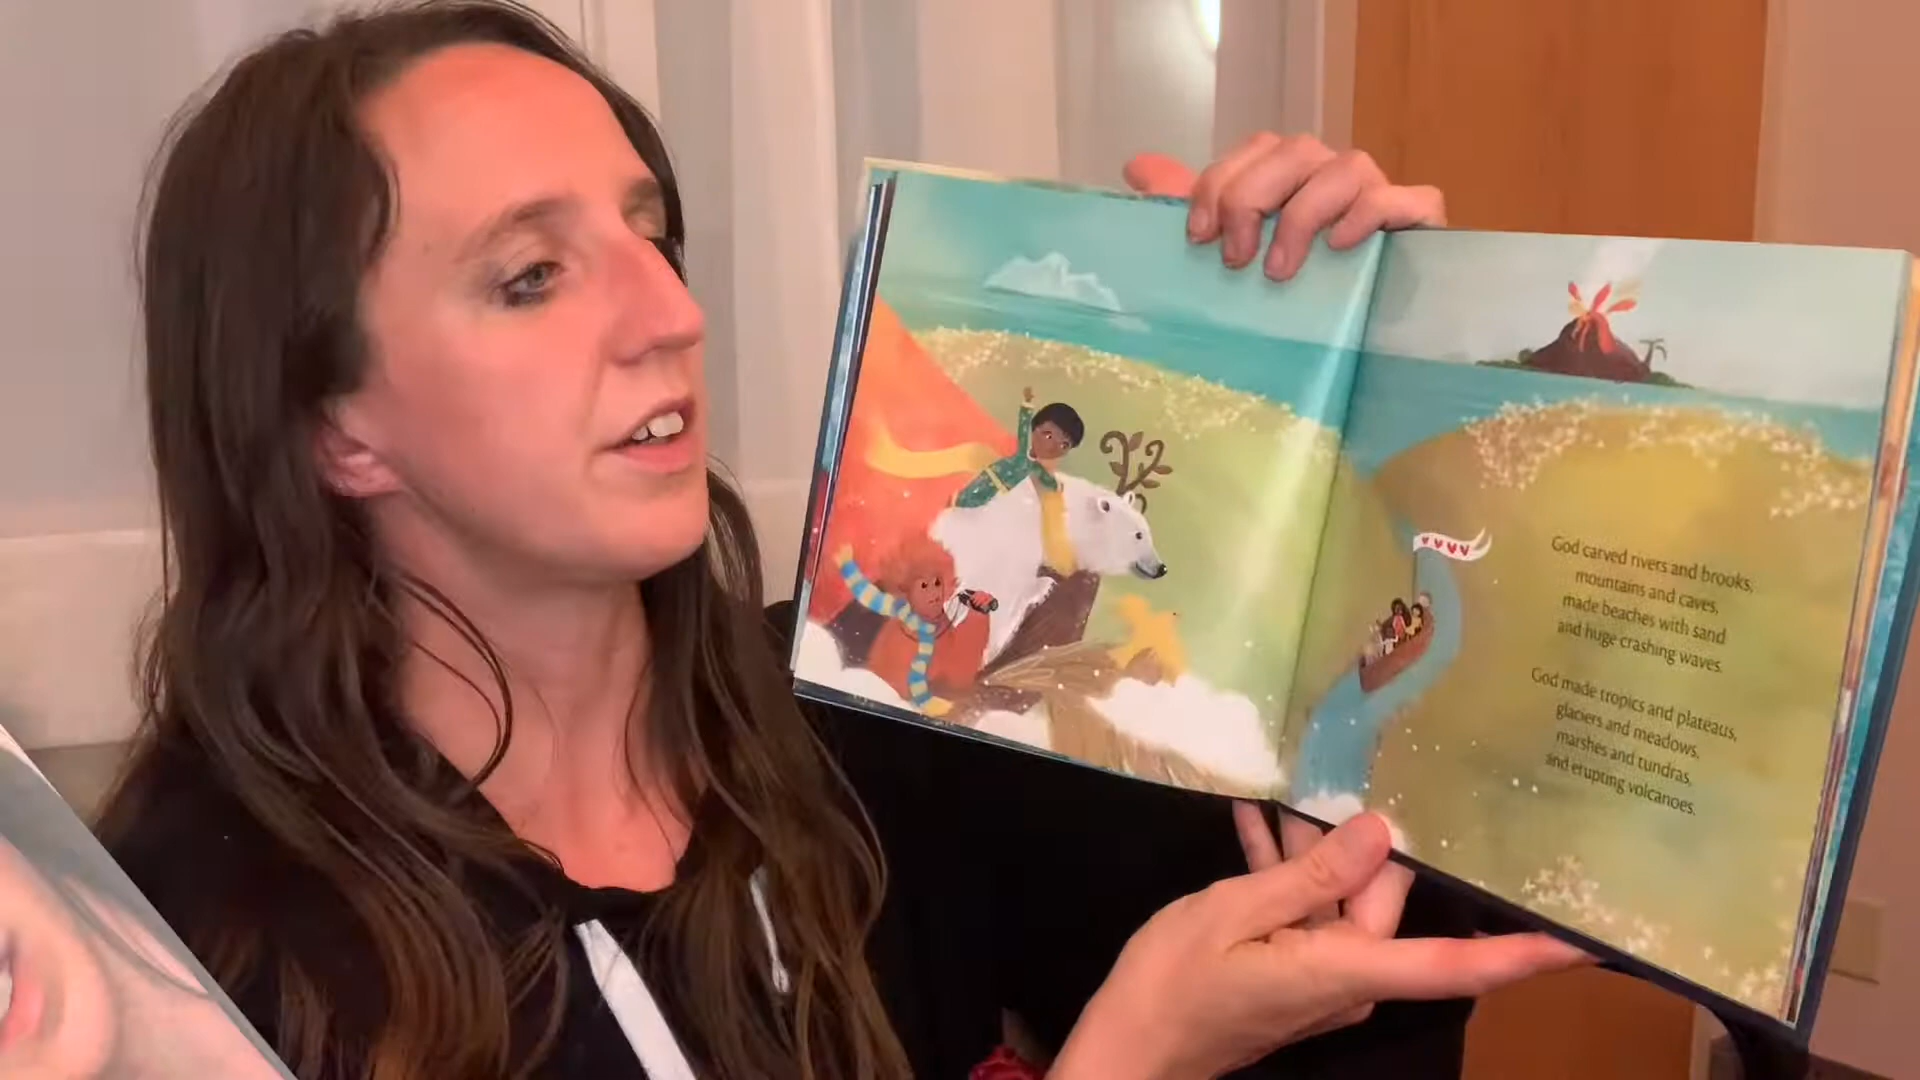 God carved rivers and brooks,
mountains and caves,
made beaches with sand
and huge crashing waves.
God made tropics and plateaus,
glaciers and meadows,
marshes and tundras,
and erupting volcanoes.